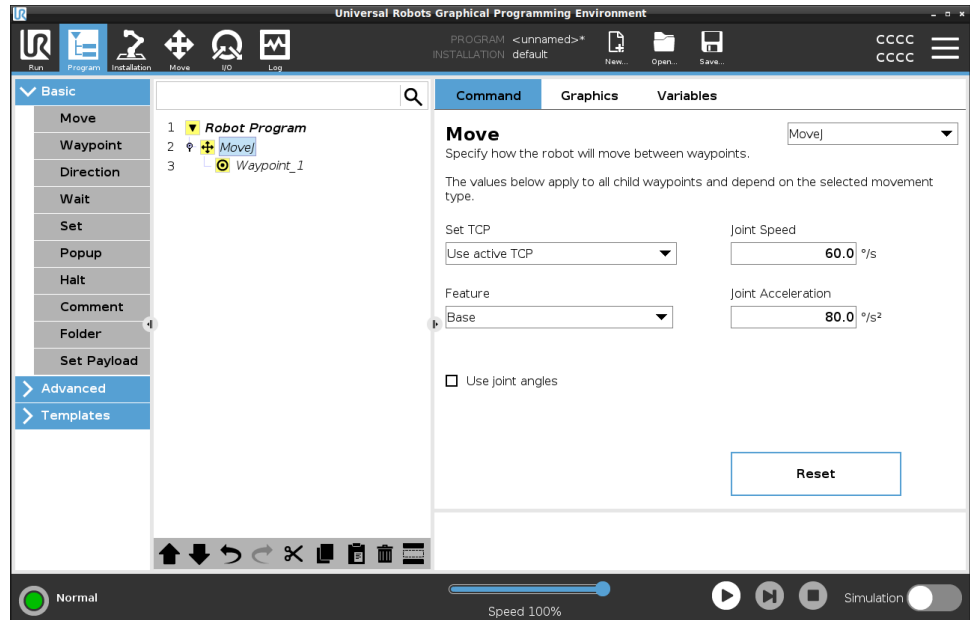 Universal Robots Graphical Programming Environment
UR
Run
Program
Installation
Move
I/O
Log
PROGRAM <unnamed>*
INSTALLATION default
New...
Open...
Save...
cccc
cccc
Basic
Move
Waypoint
Direction
Wait
Set
Popup
Halt
Comment
Folder
Set Payload
Advanced
Templates
1 Robot Program
2 MoveJ
3 Waypoint_1
Command Graphics Variables
Move
MoveJ
Specify how the robot will move between waypoints.
The values below apply to all child waypoints and depend on the selected movement
type.
Set TCP
Joint Speed
Use active TCP
60.0 °/s
Feature
Joint Acceleration
Base
80.0 °/s²
Use joint angles
Reset
Normal
Speed 100%
Simulation